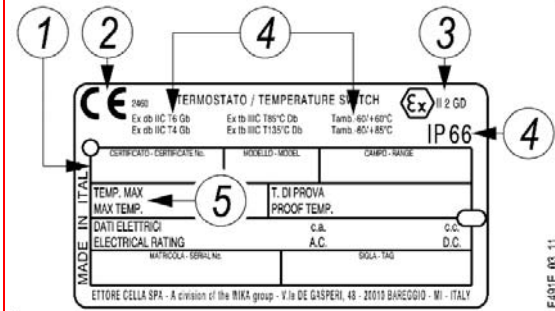 1 2 4 3
CE 2460 TERMOSTATO / TEMPERATURE SWITCH Ex II 2 GD
Ex db IIC T6 Gb Ex tb IIIC T85°C Db Tamb.-60/+60°C
Ex db IIC T4 Gb Ex tb IIIC T135°C Db Tamb.-60/+85°C
IP66 4
CERTIFICATO - CERTIFICATE No. MODELLO - MODEL CAMPO - RANGE
TEMP. MAX T. DI PROVA
MAX TEMP. 5 PROOF TEMP.
DATI ELETTRICI c.a. c.c.
ELECTRICAL RATING A.C. D.C.
MATRICOLA - SERIAL No. SIGLA - TAG
MADE IN ITALY
ETTORE CELLA SPA - A division of the WIKA group - V.le DE GASPERI, 48 - 20010 BAREGGIO - MI - ITALY